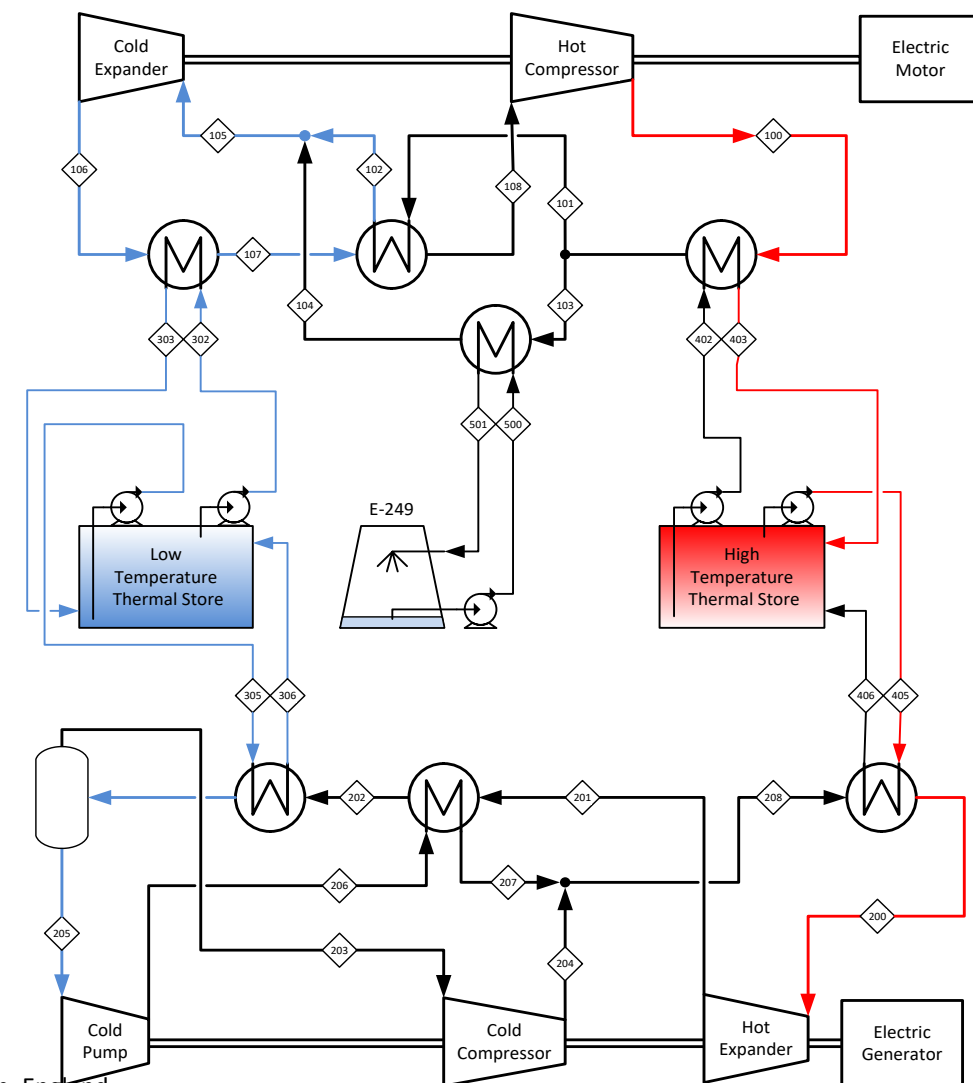 Cold
Expander
Hot
Compressor
Electric
Motor
105
100
106
102
108
101
107
104
103
303
302
402
403
501
500
E-249
Low
Temperature
Thermal Store
High
Temperature
Thermal Store
305
306
406
405
202
201
208
206
207
200
205
203
204
Cold
Pump
Cold
Compressor
Hot
Expander
Electric
Generator
England